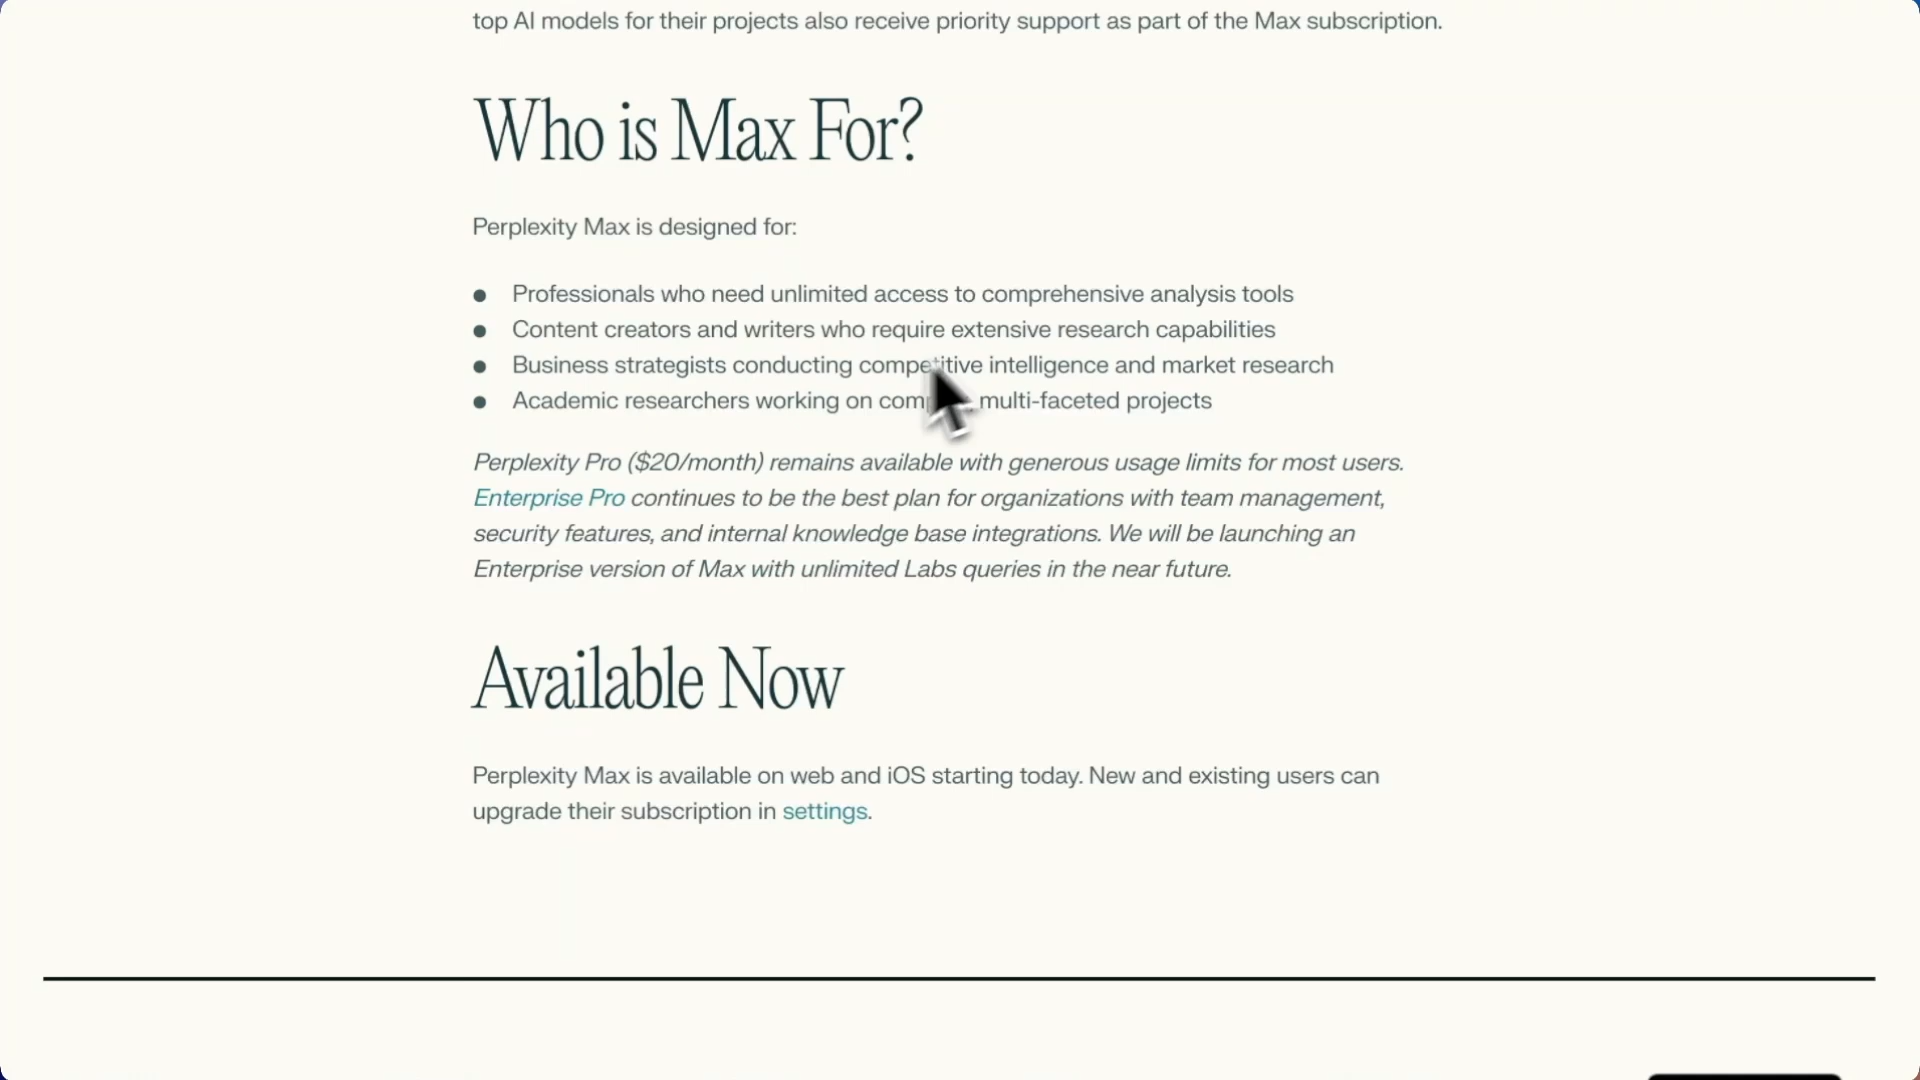 top AI models for their projects also receive priority support as part of the Max subscription.
Who is Max For?
Perplexity Max is designed for:
● Professionals who need unlimited access to comprehensive analysis tools
● Content creators and writers who require extensive research capabilities
● Business strategists conducting competitive intelligence and market research
● Academic researchers working on multi-faceted projects
Perplexity Pro ($20/month) remains available with generous usage limits for most users.
Enterprise Pro continues to be the best plan for organizations with team management,
security features, and internal knowledge base integrations. We will be launching an
Enterprise version of Max with unlimited Labs queries in the near future.
Available Now
Perplexity Max is available on web and iOS starting today. New and existing users can
upgrade their subscription in settings.